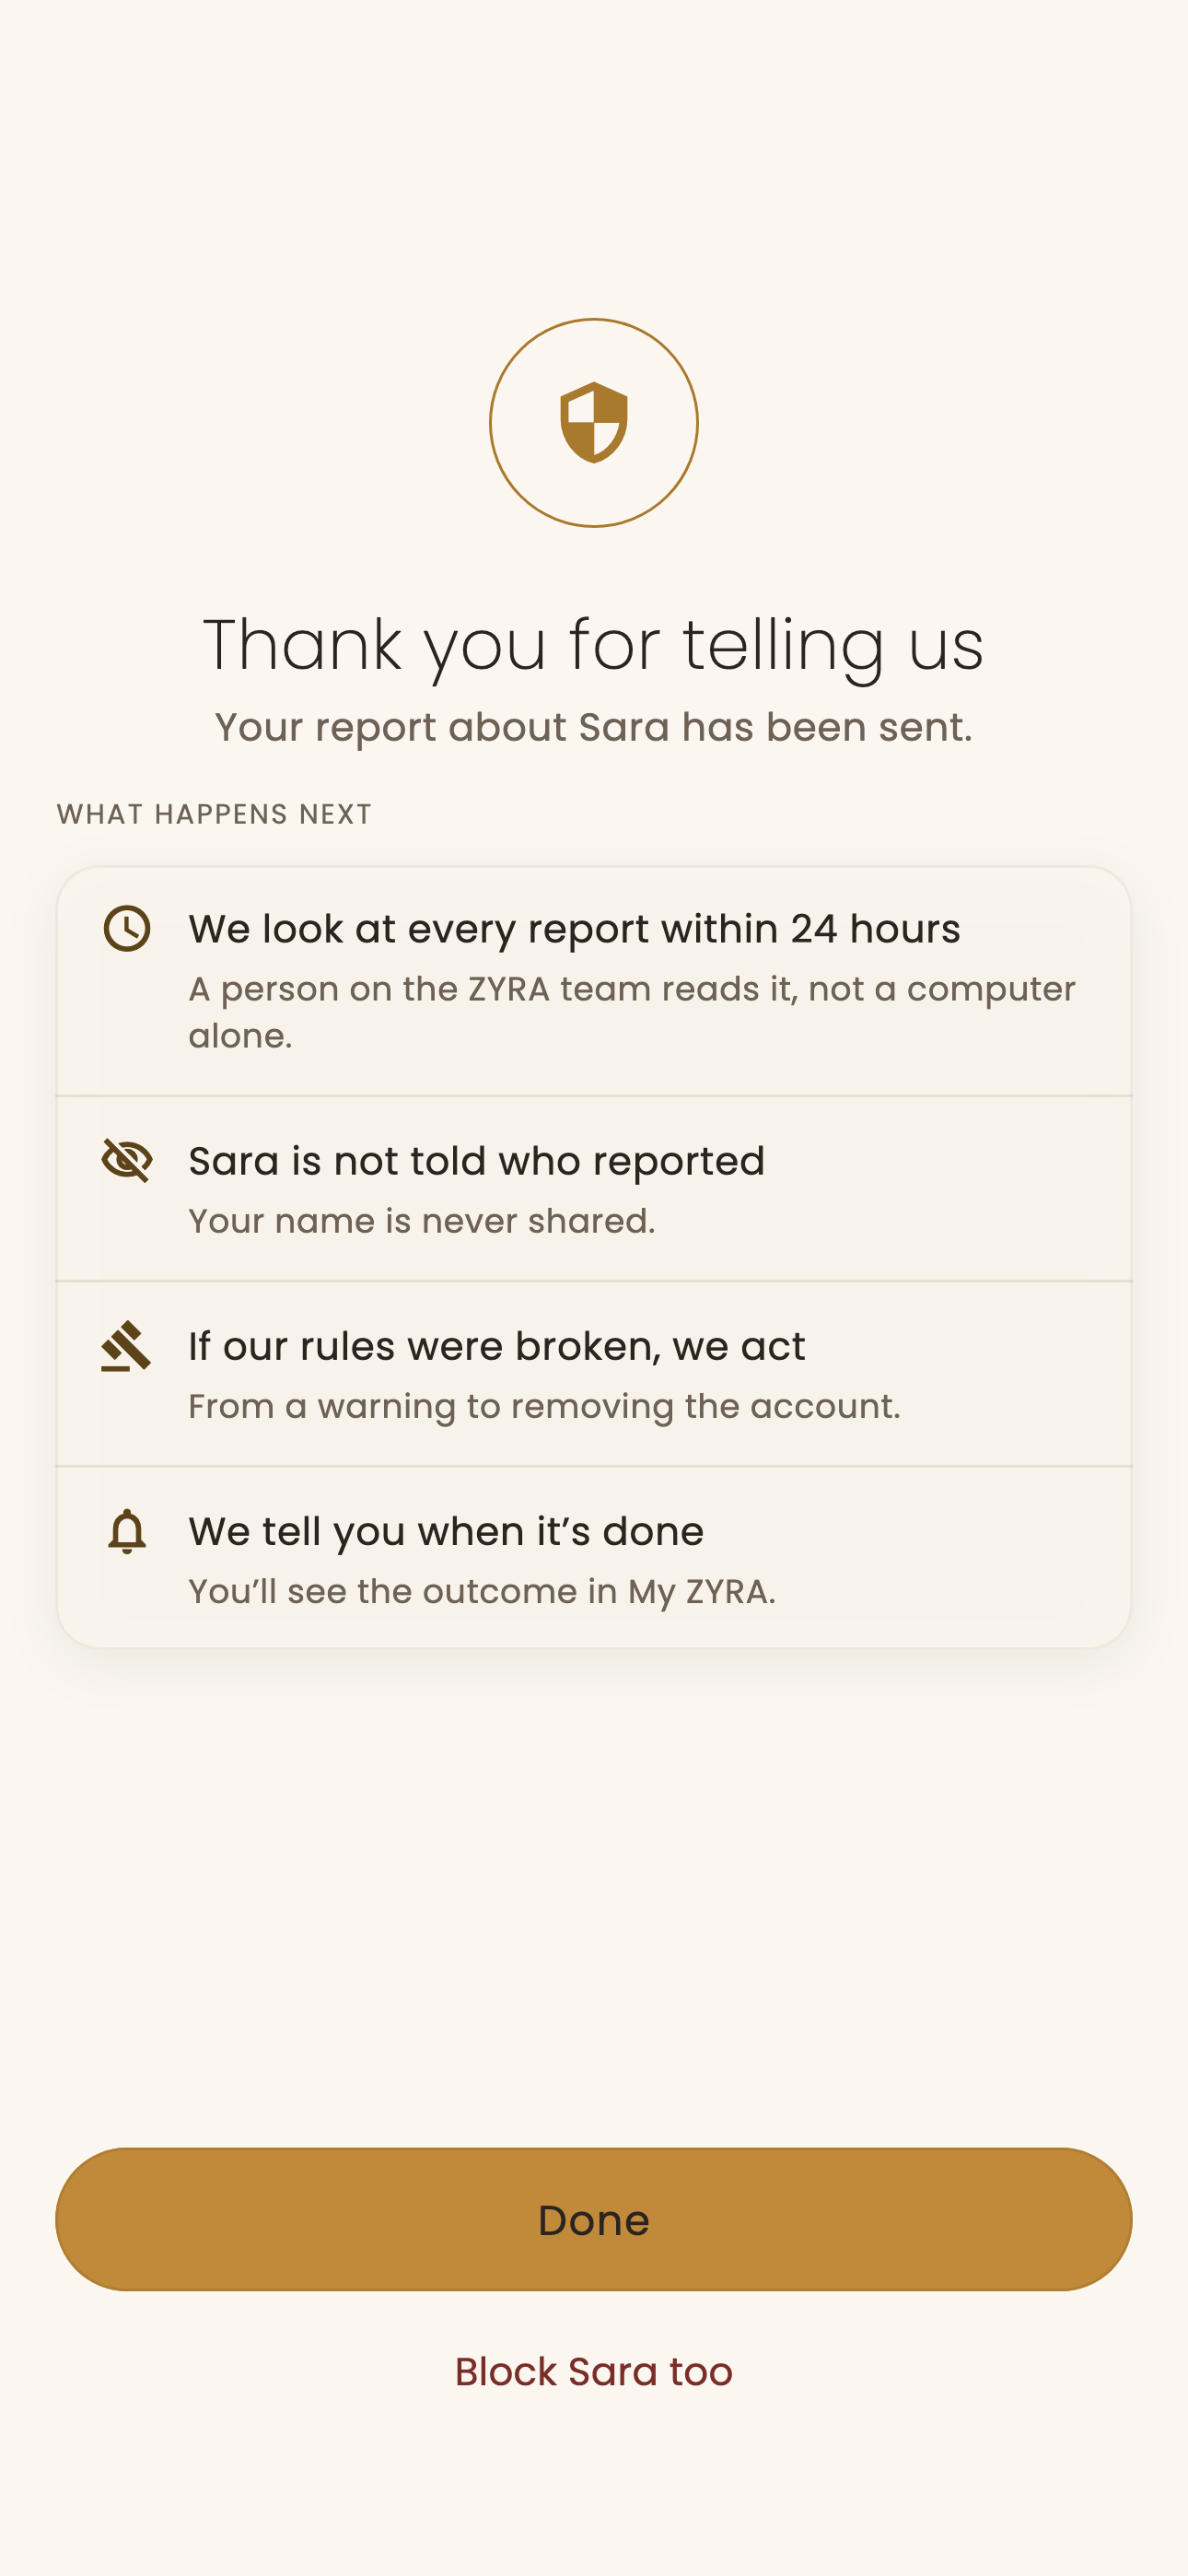 Thank you for telling us
Your report about Sara has been sent.
WHAT HAPPENS NEXT
We look at every report within 24 hours
A person on the ZYRA team reads it, not a computer
alone.
Sara is not told who reported
Your name is never shared.
If our rules were broken, we act
From a warning to removing the account.
We tell you when it’s done
You’ll see the outcome in My ZYRA.
Done
Block Sara too